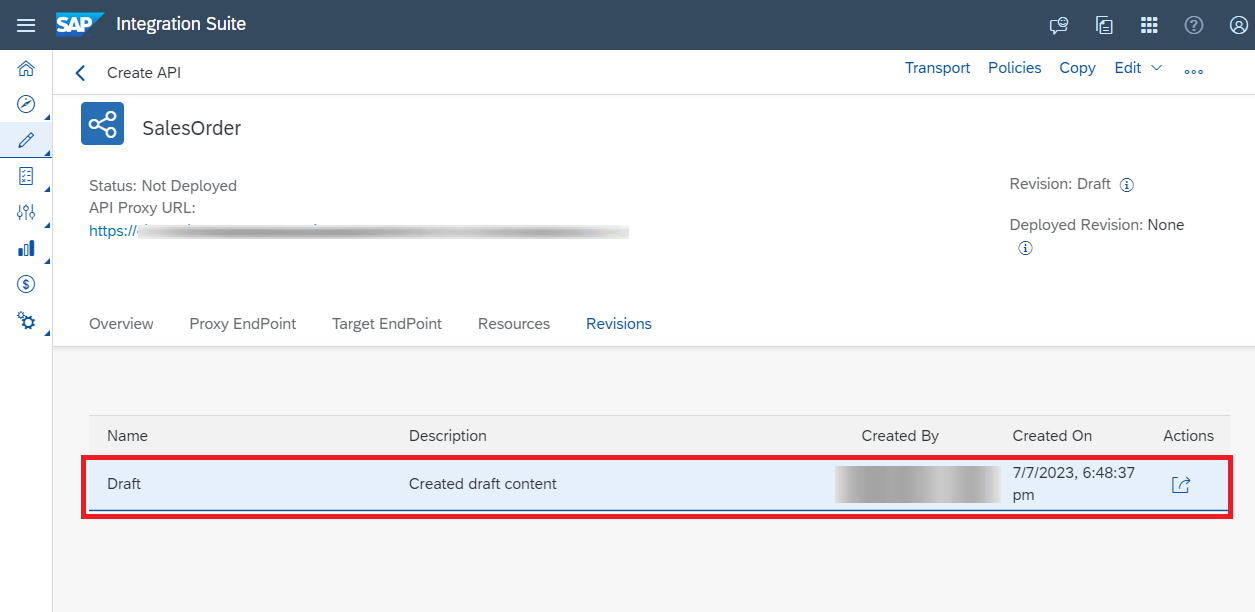 SAP Integration Suite
Create API
Transport Policies Copy Edit
SalesOrder
Status: Not Deployed
API Proxy URL:
https://
Revision: Draft
Deployed Revision: None
Overview Proxy EndPoint Target EndPoint Resources Revisions
Name Description Created By Created On Actions
Draft Created draft content 7/7/2023, 6:48:37
pm